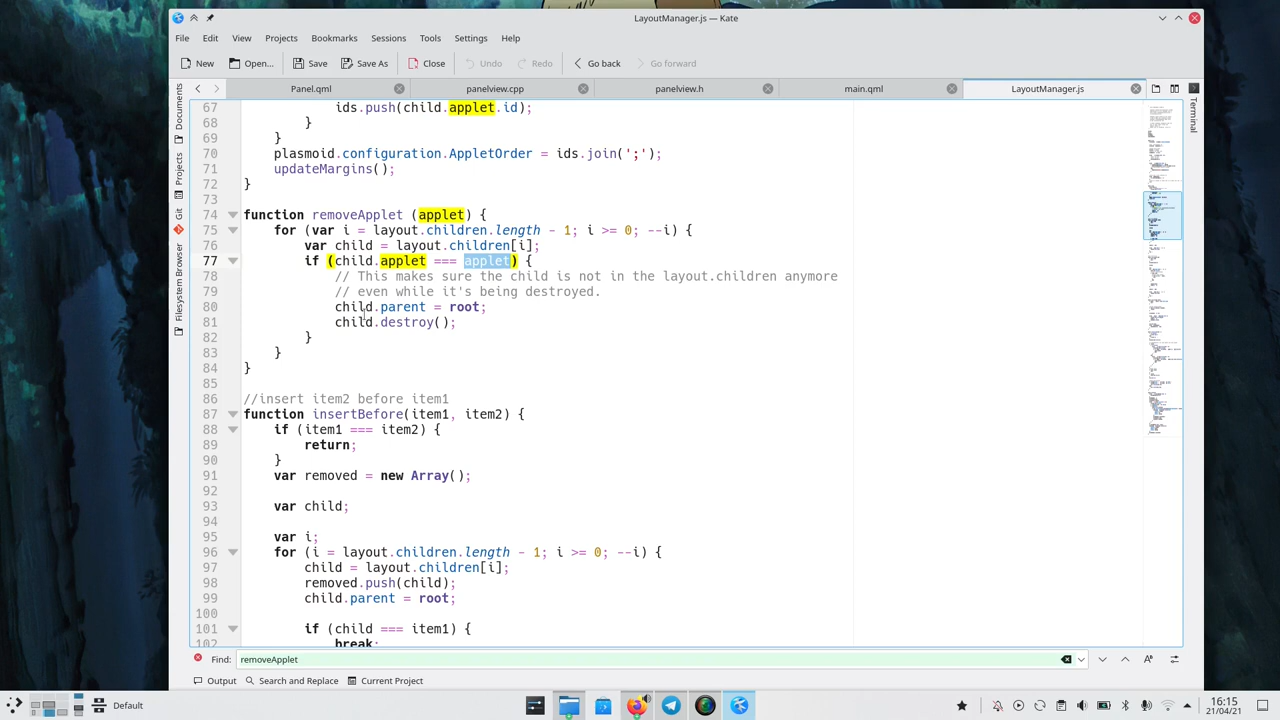 LayoutManager.js — Kate
File Edit View Projects Bookmarks Sessions Tools Settings Help
New Open... Save Save As Close Undo Redo Go back Go forward
Panel.qml panelview.cpp panelview.h main.qml LayoutManager.js
Documents
Projects
Git
Filesystem Browser
Terminal
67 ids.push(child.applet.id);
68 }
69 }
70 plasmoid.configuration.AppletOrder = ids.join(';');
71 updateMargins();
72 }
73
74 function removeApplet (applet) {
75 for (var i = layout.children.length - 1; i >= 0; --i) {
76 var child = layout.children[i];
77 if (child.applet === applet) {
78 // This makes sure the child is not in the layout.children anymore
79 // even while it's being destroyed.
80 child.parent = root;
81 child.destroy();
82 }
83 }
84 }
85
86 //insert item2 before item1
87 function insertBefore(item1, item2) {
88 if (item1 === item2) {
89 return;
90 }
91 var removed = new Array();
92
93 var child;
94
95 var i;
96 for (i = layout.children.length - 1; i >= 0; --i) {
97 child = layout.children[i];
98 removed.push(child);
99 child.parent = root;
100
101 if (child === item1) {
102 break;
Find: removeApplet
Output Search and Replace Current Project
Default
16:15
21/04/21